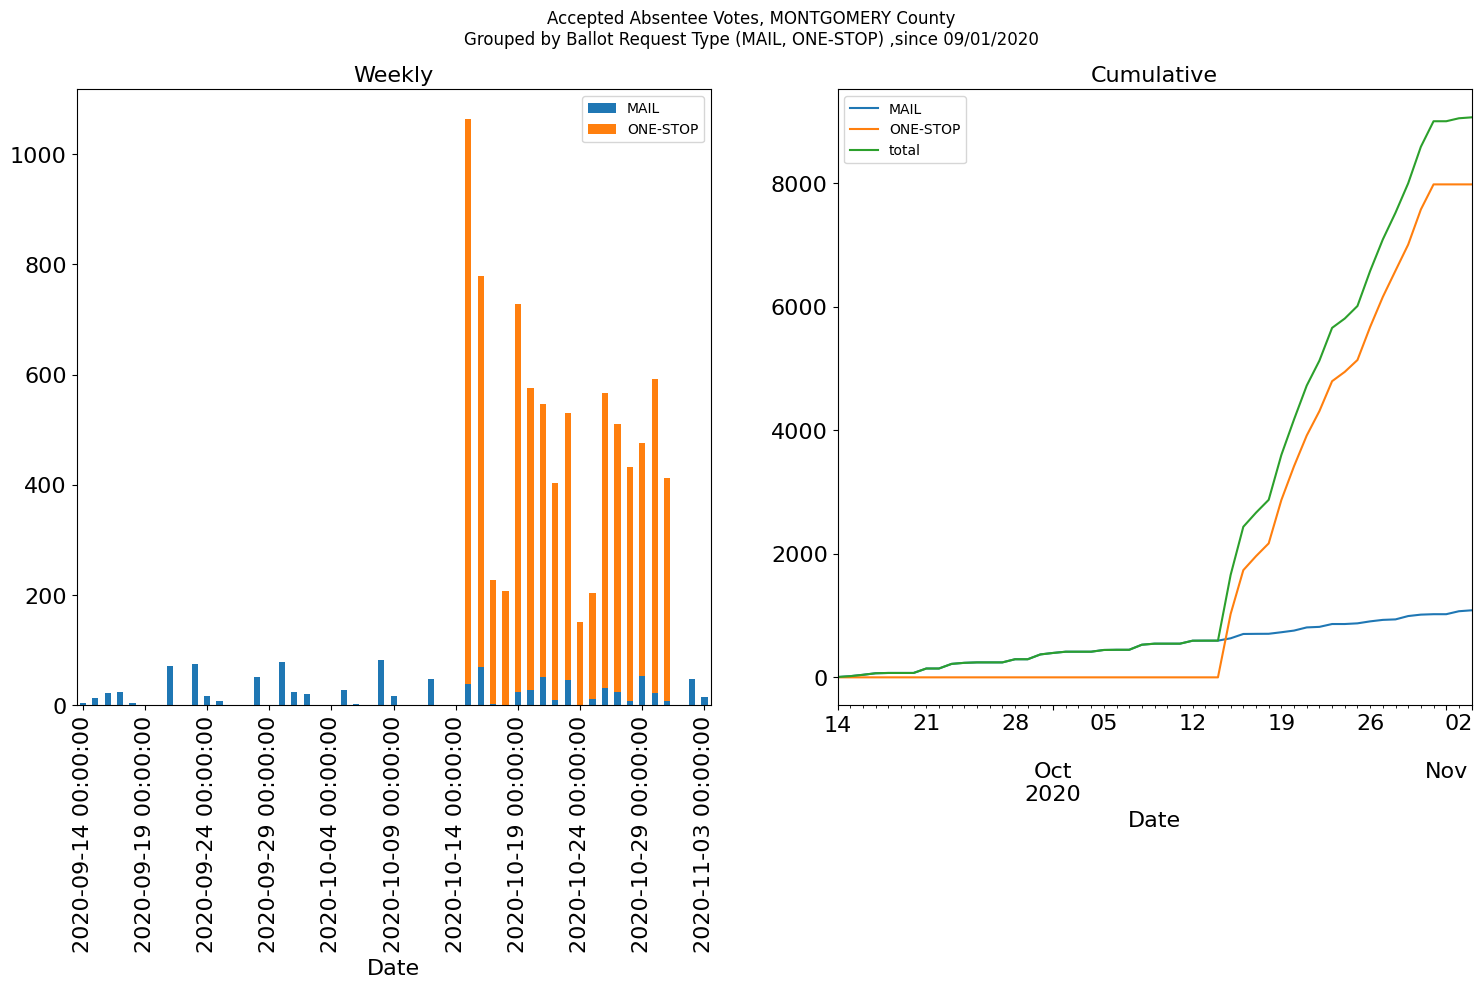 Accepted Absentee Votes, MONTGOMERY County
Grouped by Ballot Request Type (MAIL, ONE-STOP) ,since 09/01/2020
Weekly
MAIL
ONE-STOP
1000
800
600
400
200
0
2020-09-14 00:00:00
2020-09-19 00:00:00
2020-09-24 00:00:00
2020-09-29 00:00:00
2020-10-04 00:00:00
2020-10-09 00:00:00
2020-10-14 00:00:00
2020-10-19 00:00:00
2020-10-24 00:00:00
2020-10-29 00:00:00
2020-11-03 00:00:00
Date
Cumulative
MAIL
ONE-STOP
total
8000
6000
4000
2000
0
14 21 28 05 12 19 26 02
Oct Nov
2020
Date